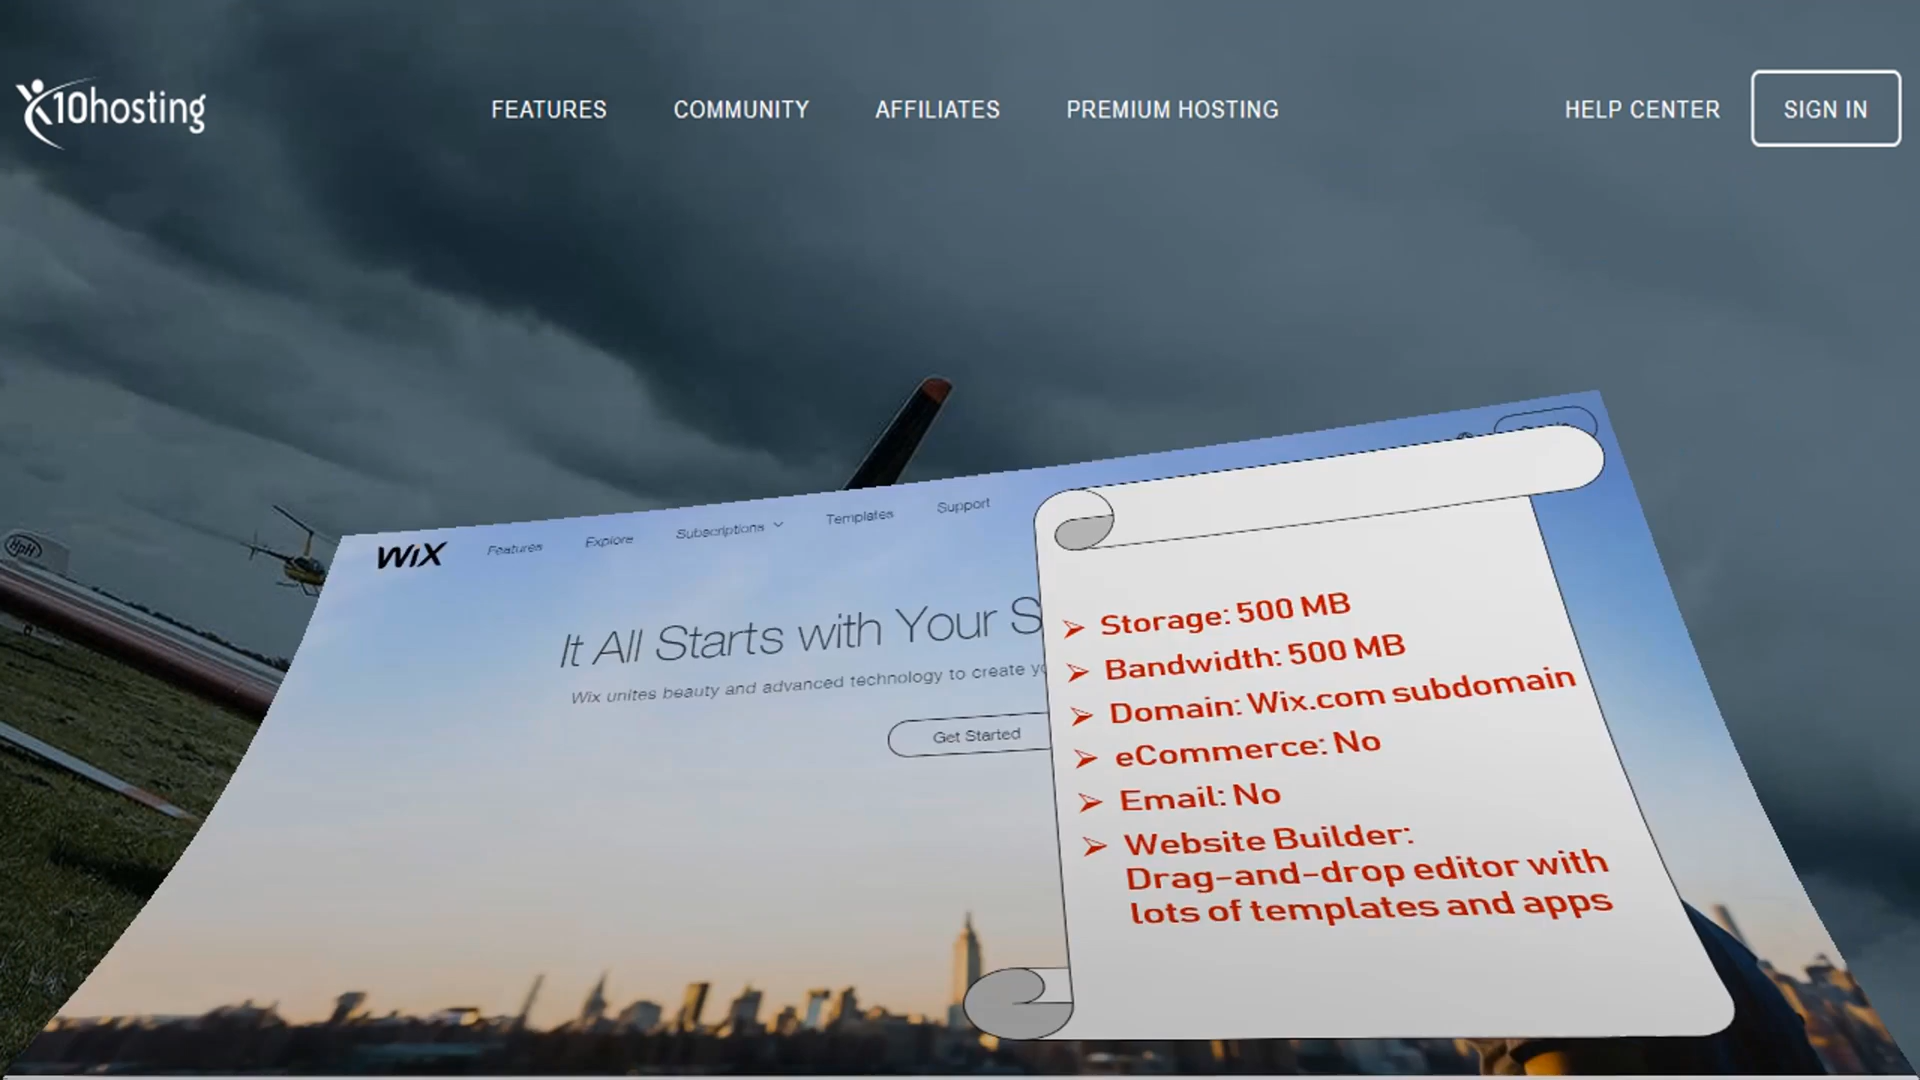 x10hosting
FEATURES
COMMUNITY
AFFILIATES
PREMIUM HOSTING
HELP CENTER
SIGN IN
HpH
WiX
Features
Explore
Subscriptions
Templates
Support
It All Starts with Your S
Wix unites beauty and advanced technology to create yo
Get Started
➢ Storage: 500 MB
➢ Bandwidth: 500 MB
➢ Domain: Wix.com subdomain
➢ eCommerce: No
➢ Email: No
➢ Website Builder:
Drag-and-drop editor with
lots of templates and apps